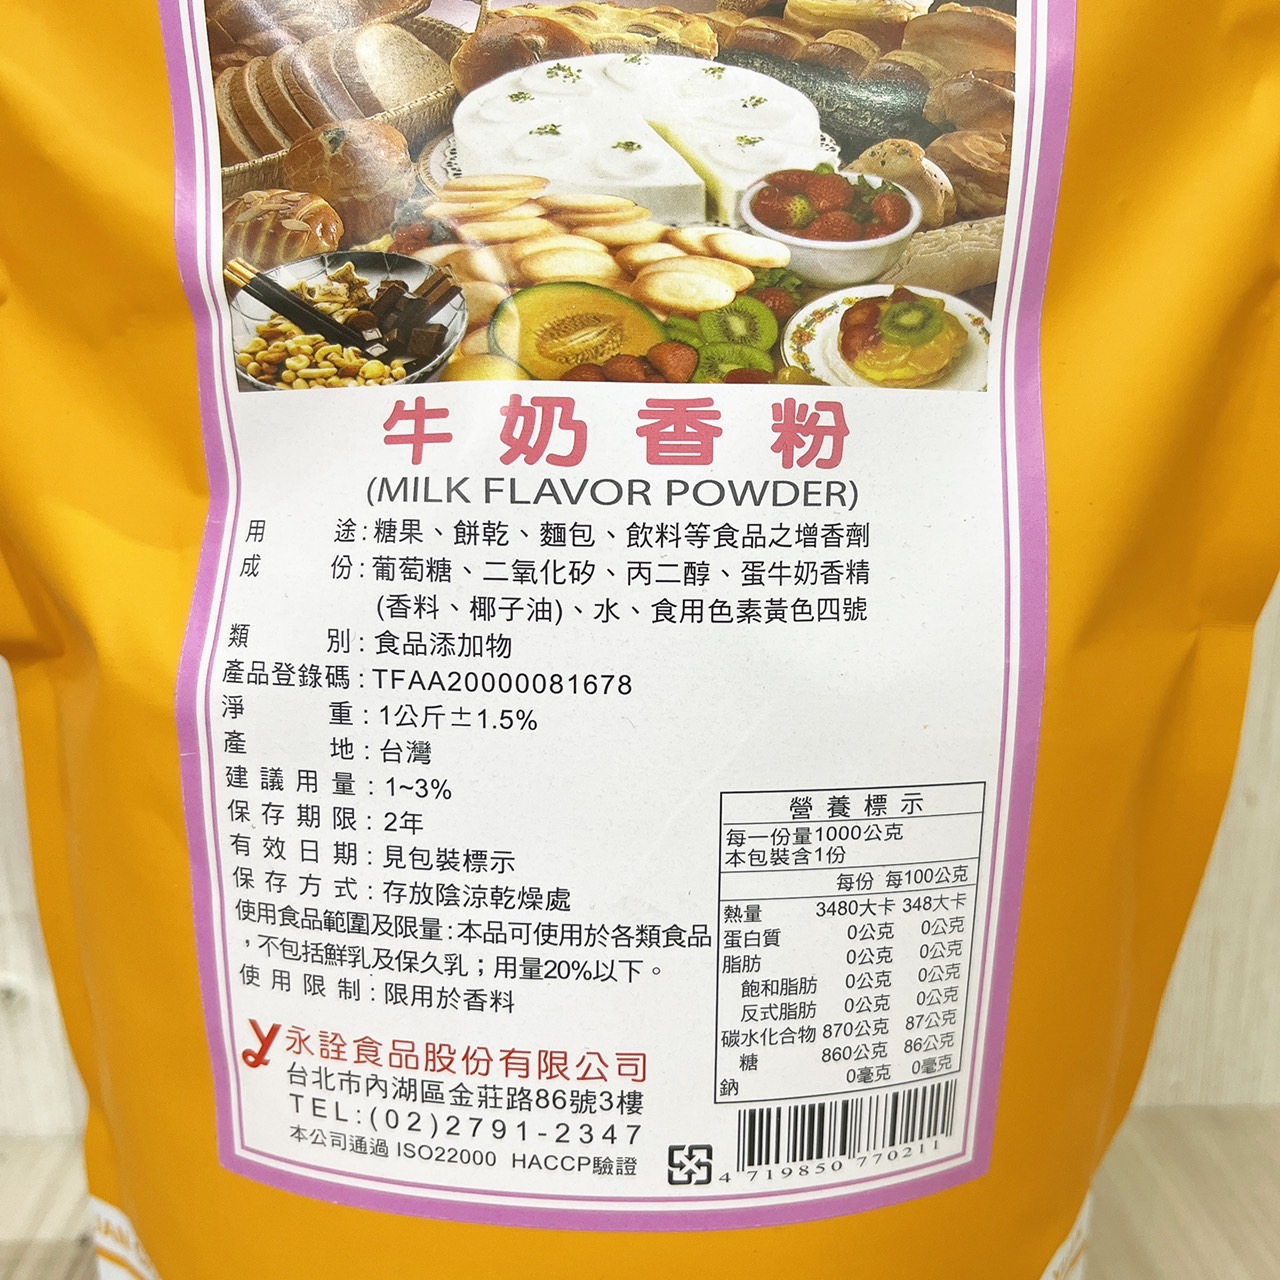 牛奶香粉
(MILK FLAVOR POWDER)
用途:糖果、餅乾、麵包、飲料等食品之增香劑
成份:葡萄糖、二氧化矽、丙二醇、蛋牛奶香精
(香料、椰子油)、水、食用色素黃色四號
類別:食品添加物
產品登錄碼:TFAA20000081678
淨重:1公斤±1.5%
產地:台灣
建議用量:1~3%
保存期限:2年
有效日期:見包裝標示
保存方式:存放陰涼乾燥處
使用食品範圍及限量:本品可使用於各類食品
，不包括鮮乳及保久乳；用量20%以下。
使用限制:限用於香料
營養標示
每一份量1000公克
本包裝含1份
每份 每100公克
熱量 3480大卡 348大卡
蛋白質 0公克 0公克
脂肪 0公克 0公克
飽和脂肪 0公克 0公克
反式脂肪 0公克 0公克
碳水化合物 870公克 87公克
糖 860公克 86公克
鈉 0毫克 0毫克
永詮食品股份有限公司
台北市內湖區金莊路86號3樓
TEL:(02)2791-2347
本公司通過 ISO22000 HACCP驗證
4 719850 770211